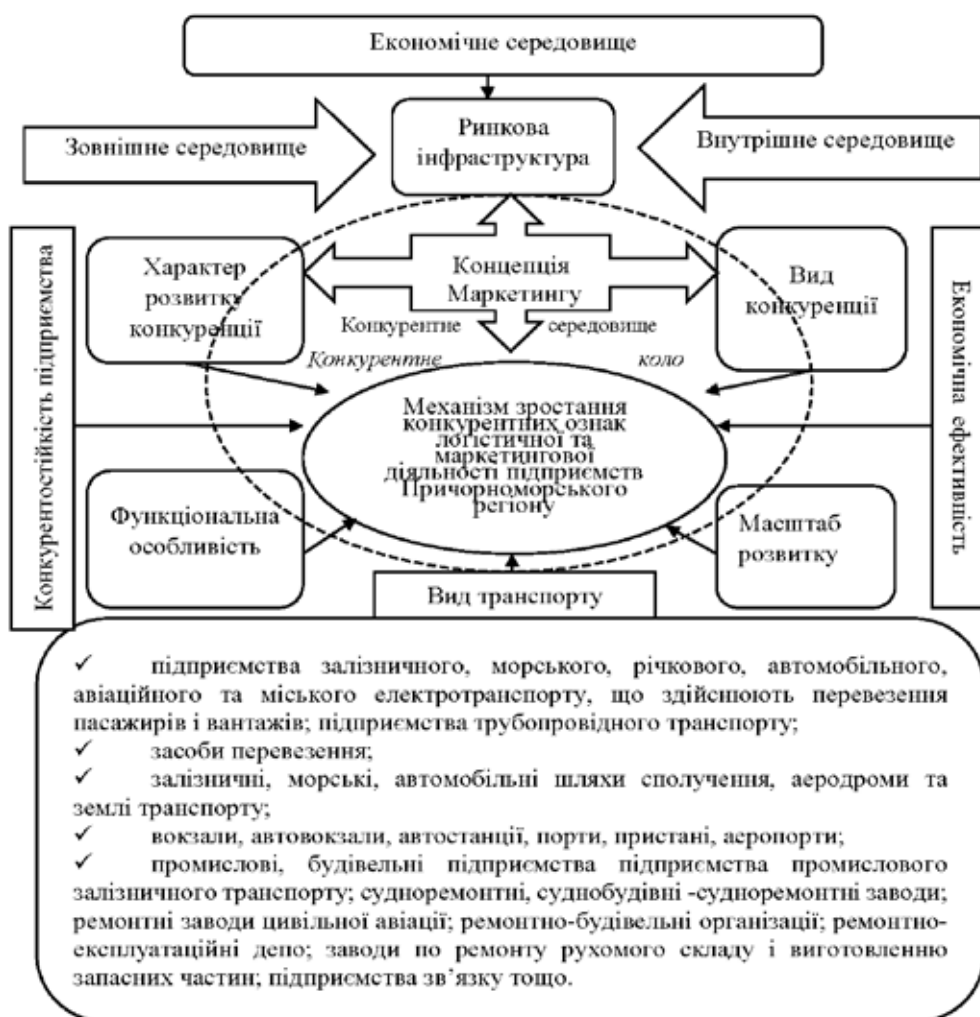 Економічне середовище
Зовнішнє середовище
Ринкова
інфраструктура
Внутрішнє середовище
Конкурентостійкість підприємства
Характер
розвитку
конкуренції
Концепція
Маркетингу
Вид
конкуренції
Економічна ефективність
Конкурентне середовище
Конкурентне коло
Механізм зростання
конкурентних ознак
логістичної та
маркетингової
діяльності підприємств
Причорноморського
регіону
Функціональна
особливість
Масштаб
розвитку
Вид транспорту
✓ підприємства залізничного, морського, річкового, автомобільного,
авіаційного та міського електротранспорту, що здійснюють перевезення
пасажирів і вантажів; підприємства трубопровідного транспорту;
✓ засоби перевезення;
✓ залізничні, морські, автомобільні шляхи сполучення, аеродроми та
землі транспорту;
✓ вокзали, автовокзали, автостанції, порти, пристані, аеропорти;
✓ промислові, будівельні підприємства підприємства промислового
залізничного транспорту; судноремонтні, суднобудівні -судноремонтні заводи;
ремонтні заводи цивільної авіації; ремонтно-будівельні організації; ремонтно-
експлуатаційні депо; заводи по ремонту рухомого складу і виготовленню
запасних частин; підприємства зв’язку тощо.